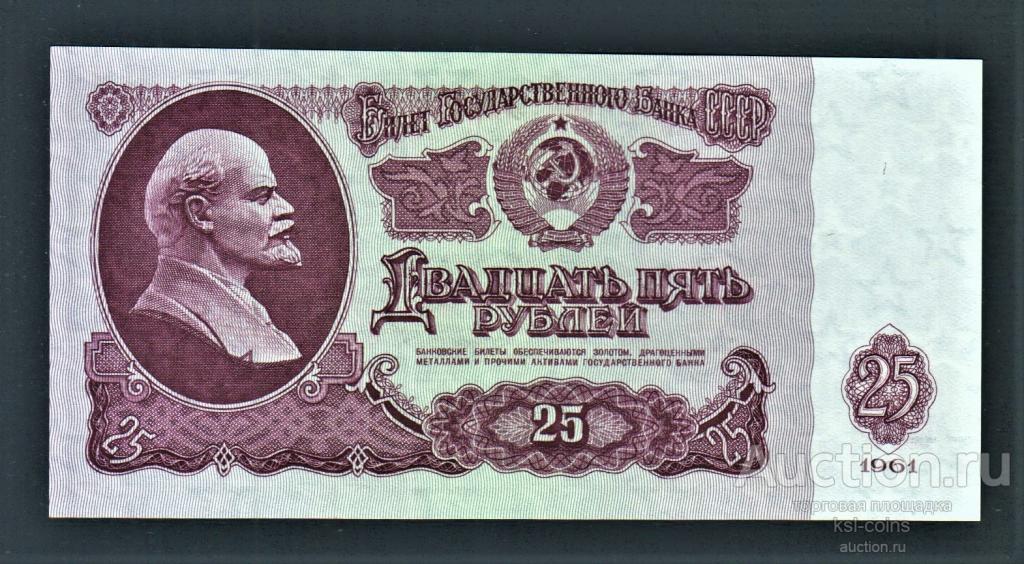 Билет Государственного Банка СССР
Двадцать пять
рублей
БАНКОВСКИЕ БИЛЕТЫ ОБЕСПЕЧИВАЮТСЯ ЗОЛОТОМ, ДРАГОЦЕННЫМИ
МЕТАЛЛАМИ И ПРОЧИМИ АКТИВАМИ ГОСУДАРСТВЕННОГО БАНКА
25
25
25
25
1961
Auction.ru
торговая площадка
ksl-coins
auction.ru